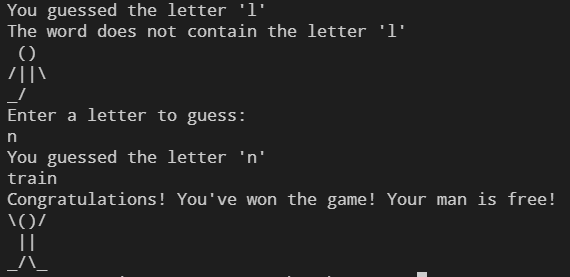 You guessed the letter 'l'
The word does not contain the letter 'l'
 ()
/||\
_/
Enter a letter to guess:
n
You guessed the letter 'n'
train
Congratulations! You've won the game! Your man is free!
\()/
 ||
_/\_